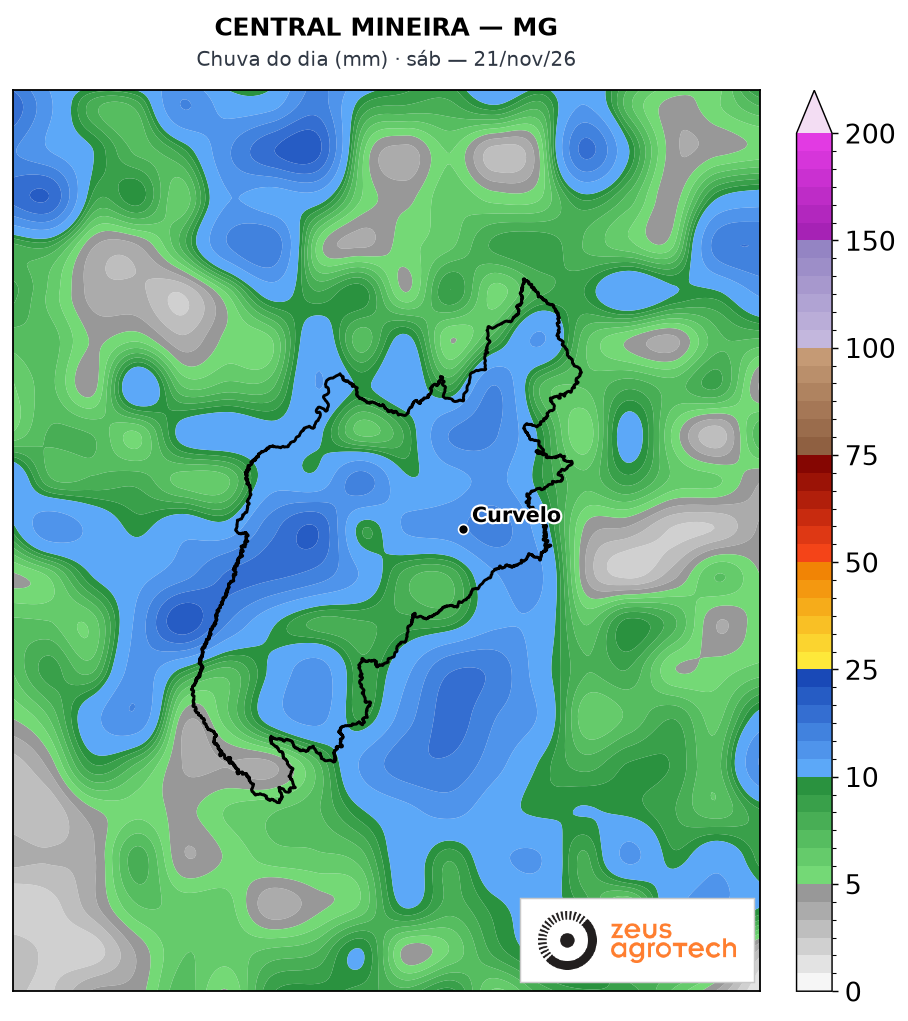 CENTRAL MINEIRA — MG
Chuva do dia (mm) · sáb — 21/nov/26
200
150
100
75
50
25
10
5
0
Curvelo
zeus
agrotech